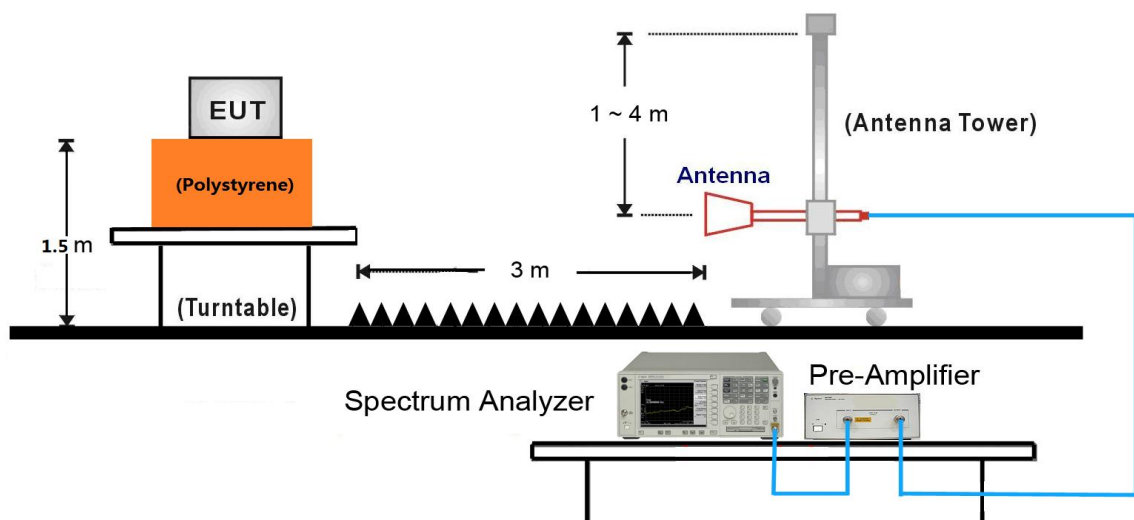 EUT
(Polystyrene)
1.5 m
(Turntable)
3 m
1 ~ 4 m
Antenna
(Antenna Tower)
Spectrum Analyzer
Pre-Amplifier